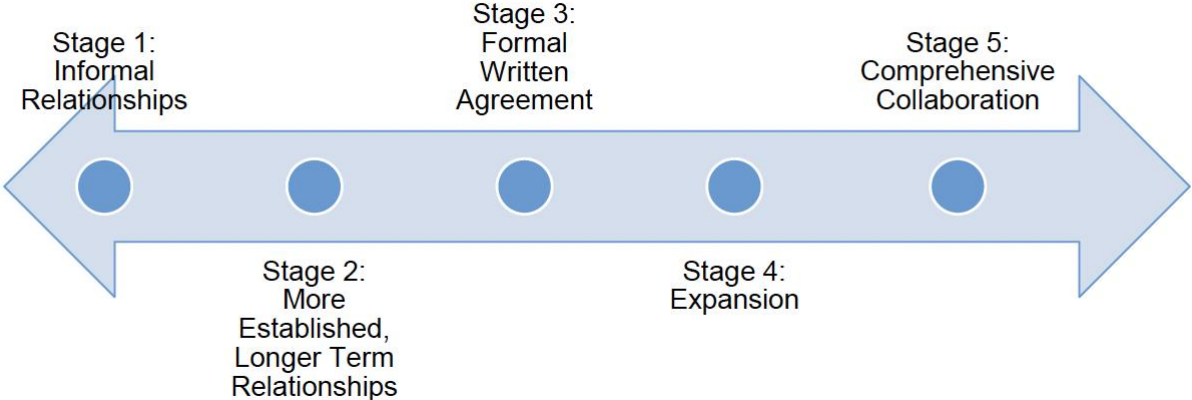 Stage 1:
Informal
Relationships
Stage 2:
More
Established,
Longer Term
Relationships
Stage 3:
Formal
Written
Agreement
Stage 4:
Expansion
Stage 5:
Comprehensive
Collaboration